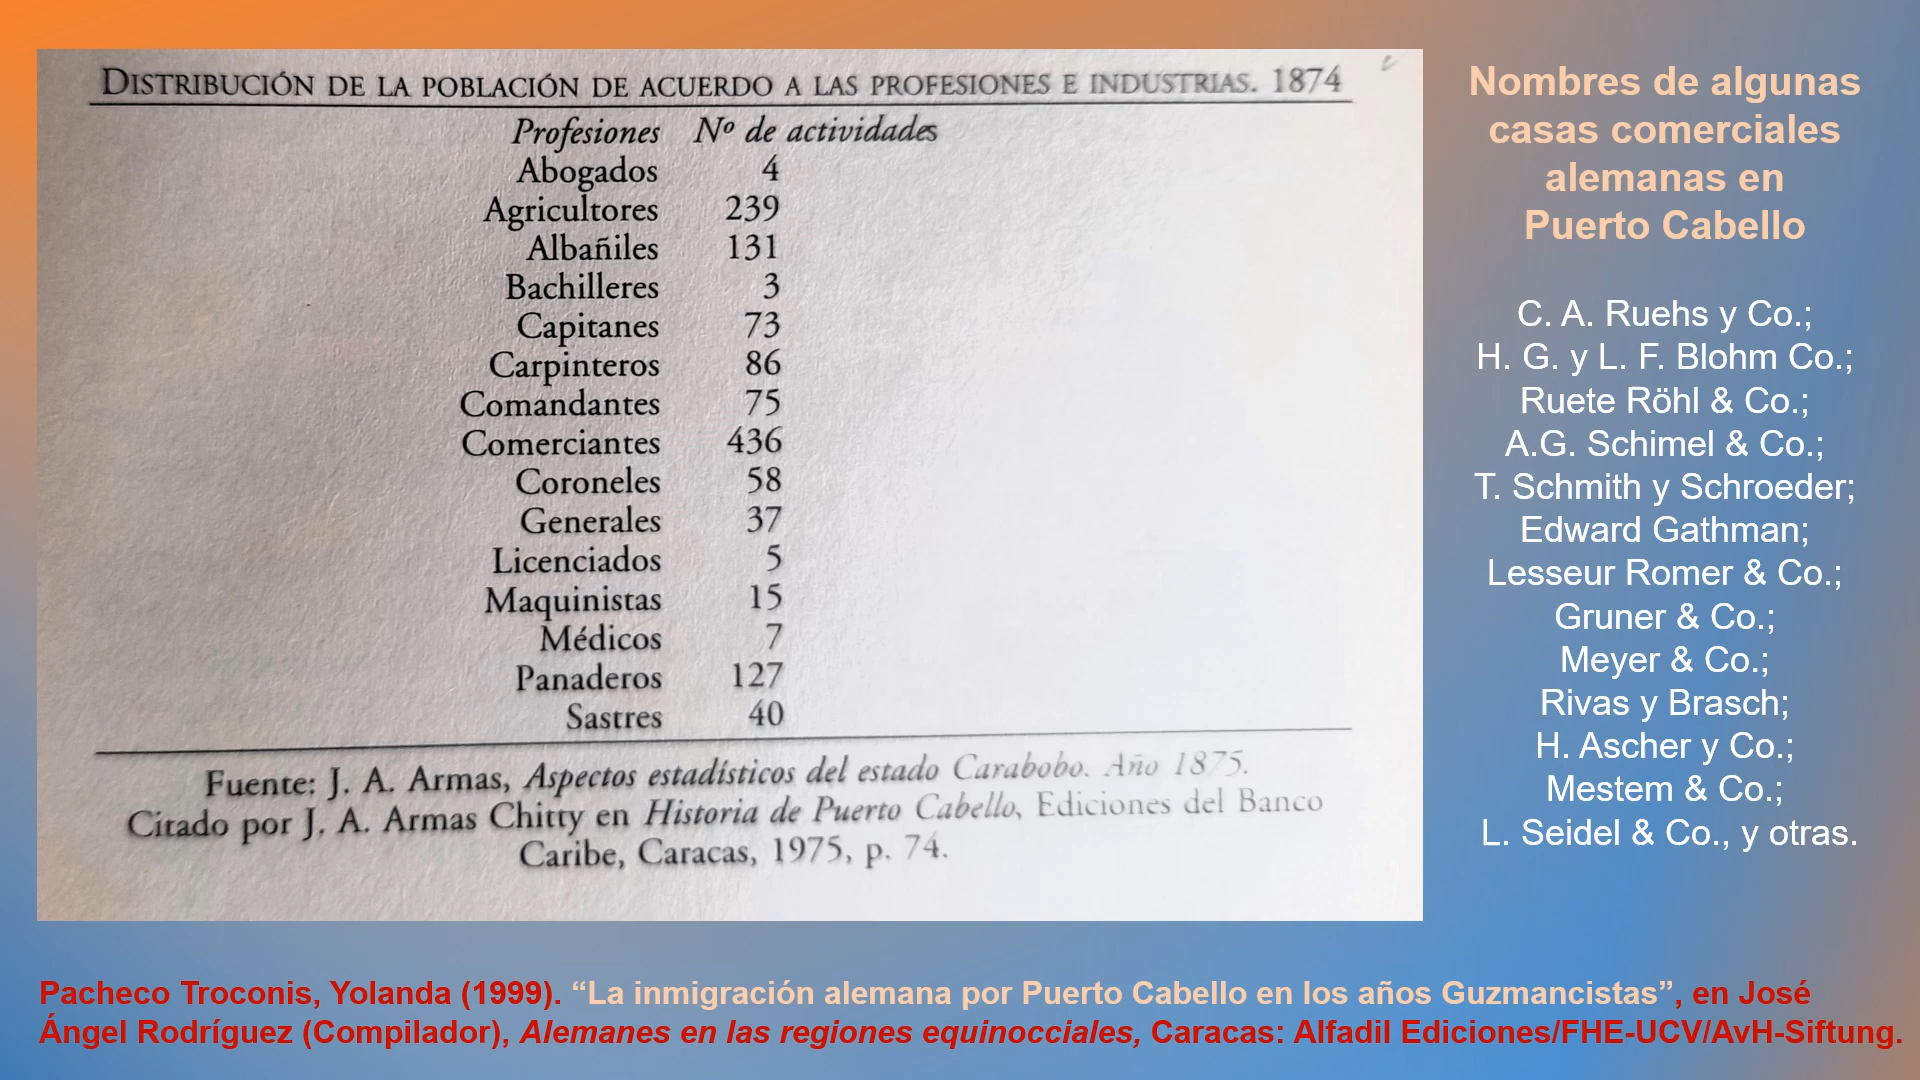 DISTRIBUCIÓN DE LA POBLACIÓN DE ACUERDO A LAS PROFESIONES E INDUSTRIAS. 1874
Profesiones Nº de actividades
Abogados 4
Agricultores 239
Albañiles 131
Bachilleres 3
Capitanes 73
Carpinteros 86
Comandantes 75
Comerciantes 436
Coroneles 58
Generales 37
Licenciados 5
Maquinistas 15
Médicos 7
Panaderos 127
Sastres 40
Fuente: J. A. Armas, Aspectos estadísticos del estado Carabobo. Año 1875.
Citado por J. A. Armas Chitty en Historia de Puerto Cabello, Ediciones del Banco
Caribe, Caracas, 1975, p. 74.
Nombres de algunas
casas comerciales
alemanas en
Puerto Cabello
C. A. Ruehs y Co.;
H. G. y L. F. Blohm Co.;
Ruete Röhl & Co.;
A.G. Schimel & Co.;
T. Schmith y Schroeder;
Edward Gathman;
Lesseur Romer & Co.;
Gruner & Co.;
Meyer & Co.;
Rivas y Brasch;
H. Ascher y Co.;
Mestem & Co.;
L. Seidel & Co., y otras.
Pacheco Troconis, Yolanda (1999). “La inmigración alemana por Puerto Cabello en los años Guzmancistas”, en José
Ángel Rodríguez (Compilador), Alemanes en las regiones equinocciales, Caracas: Alfadil Ediciones/FHE-UCV/AvH-Siftung.